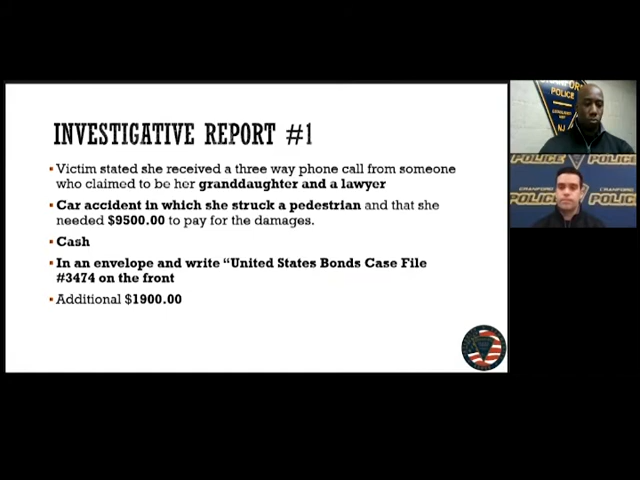 INVESTIGATIVE REPORT #1
Victim stated she received a three way phone call from someone
who claimed to be her granddaughter and a lawyer
Car accident in which she struck a pedestrian and that she
needed $9500.00 to pay for the damages.
Cash
In an envelope and write “United States Bonds Case File
#3474 on the front
Additional $1900.00
POLICE
NJ
POLICE
POLICE
CRANFORD
POLICE
POLICE